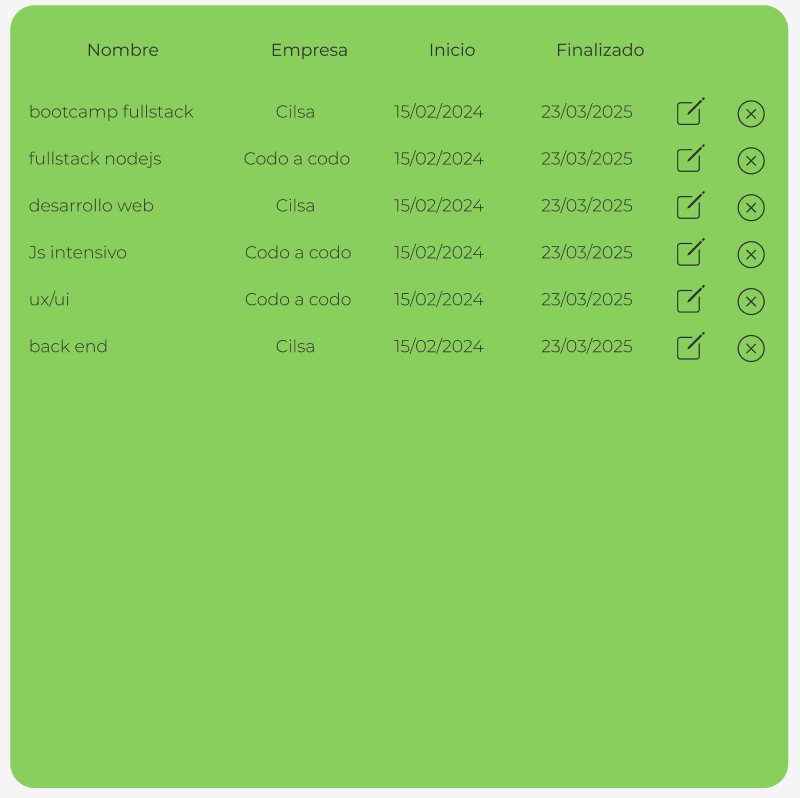 Nombre Empresa Inicio Finalizado
bootcamp fullstack Cilsa 15/02/2024 23/03/2025
fullstack nodejs Codo a codo 15/02/2024 23/03/2025
desarrollo web Cilsa 15/02/2024 23/03/2025
Js intensivo Codo a codo 15/02/2024 23/03/2025
ux/ui Codo a codo 15/02/2024 23/03/2025
back end Cilsa 15/02/2024 23/03/2025